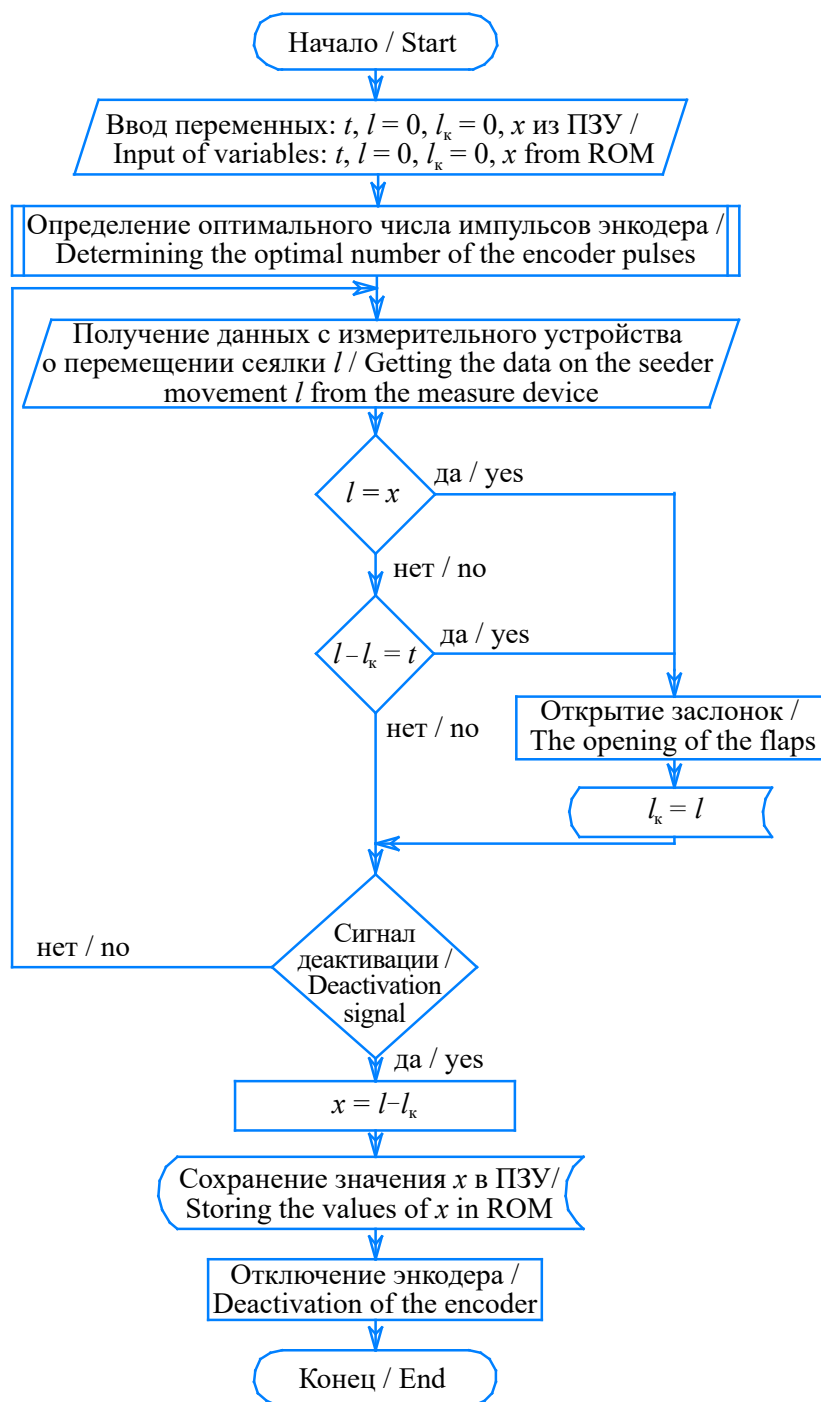 Начало / Start
Ввод переменных: t, l = 0, lк = 0, x из ПЗУ /
Input of variables: t, l = 0, lк = 0, x from ROM
Определение оптимального числа импульсов энкодера /
Determining the optimal number of the encoder pulses
Получение данных с измерительного устройства
о перемещении сеялки l / Getting the data on the seeder
movement l from the measure device
l = x
да / yes
нет / no
l – lк = t
да / yes
нет / no
Открытие заслонок /
The opening of the flaps
lк = l
Сигнал
деактивации /
Deactivation
signal
нет / no
да / yes
x = l – lк
Сохранение значения x в ПЗУ/
Storing the values of x in ROM
Отключение энкодера /
Deactivation of the encoder
Конец / End